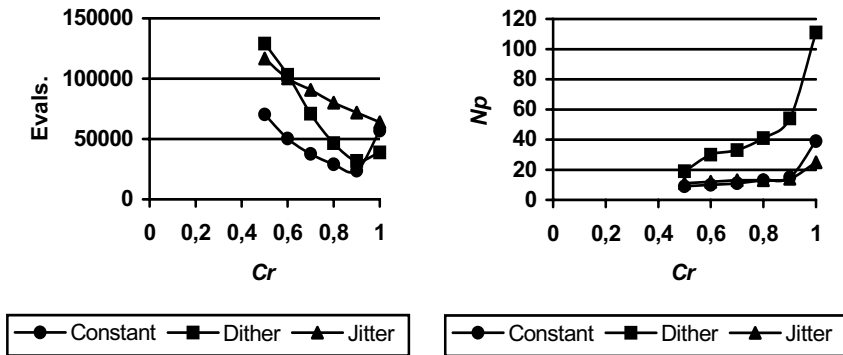 150000
100000
50000
0
Evals.
0 0,2 0,4 0,6 0,8 1
Cr
Constant Dither Jitter
120
100
80
60
40
20
0
Np
0 0,2 0,4 0,6 0,8 1
Cr
Constant Dither Jitter